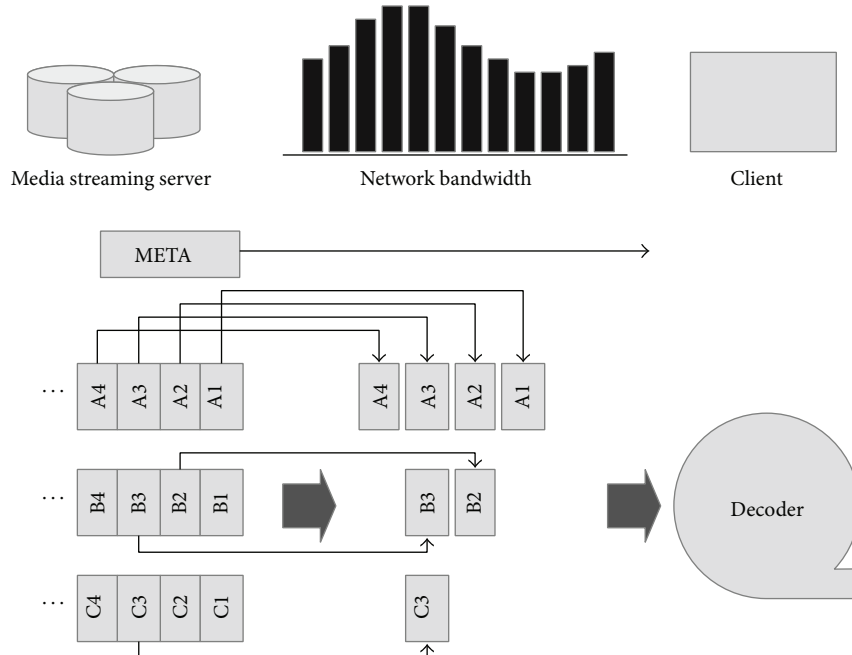 Media streaming server
Network bandwidth
Client
META
... A4 A3 A2 A1
A4 A3 A2 A1
... B4 B3 B2 B1
B3 B2
Decoder
... C4 C3 C2 C1
C3